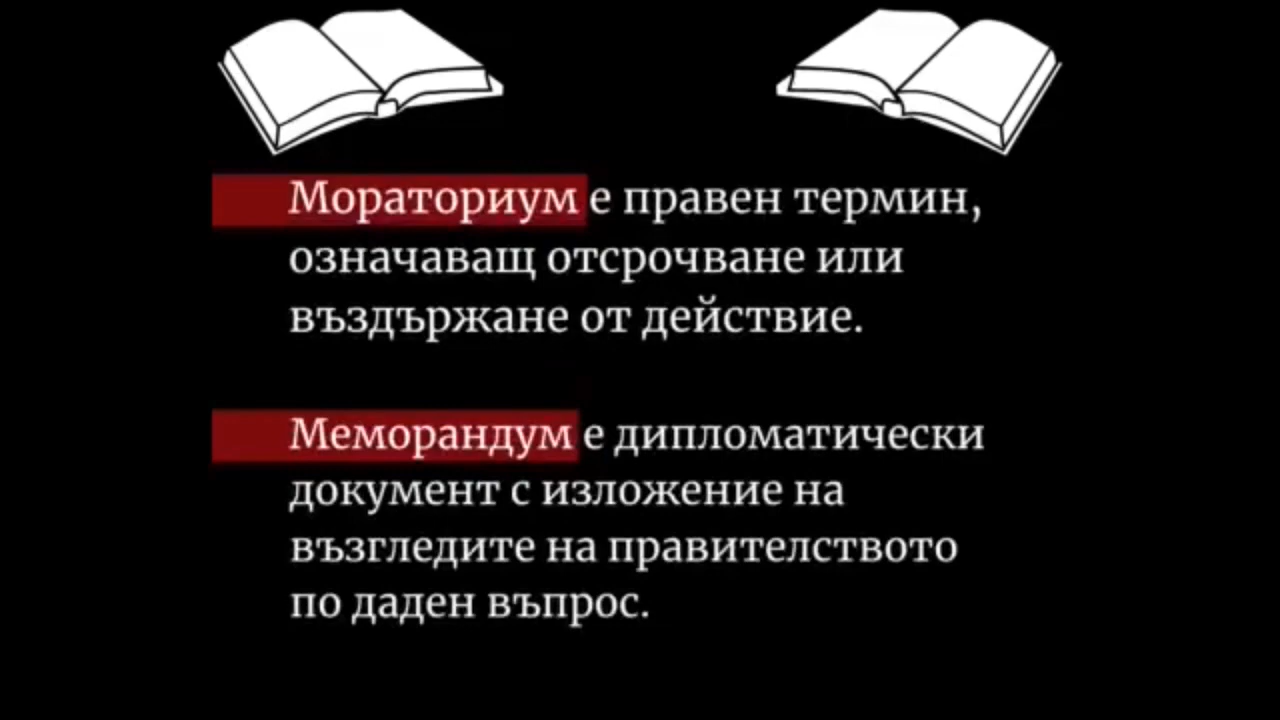 Мораториум е правен термин,
означаващ отсрочване или
въздържане от действие.
Меморандум е дипломатически
документ с изложение на
възгледите на правителството
по даден въпрос.